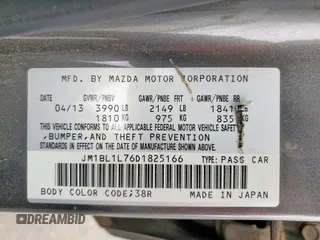 MFD. BY MAZDA MOTOR CORPORATION
DATE GVWR/PNBV GAWR/PNBE FRT GAWR/PNBE RR
04/13 3990 LB 2149 LB 1841
1810 KG 975 KG 835 KG
THIS VEHICLE CONFORMS TO ALL APPLICABLE FEDERAL MOTOR VEHICLE SAFETY,
BUMPER, AND THEFT PREVENTION
STANDARDS IN EFFECT ON THE DATE OF MANUFACTURE SHOWN ABOVE.
JM1BL1L76D1825166 TYPE: PASS CAR
BODY COLOR CODE; 38R MADE IN JAPAN
© LABEL
DREAMBID